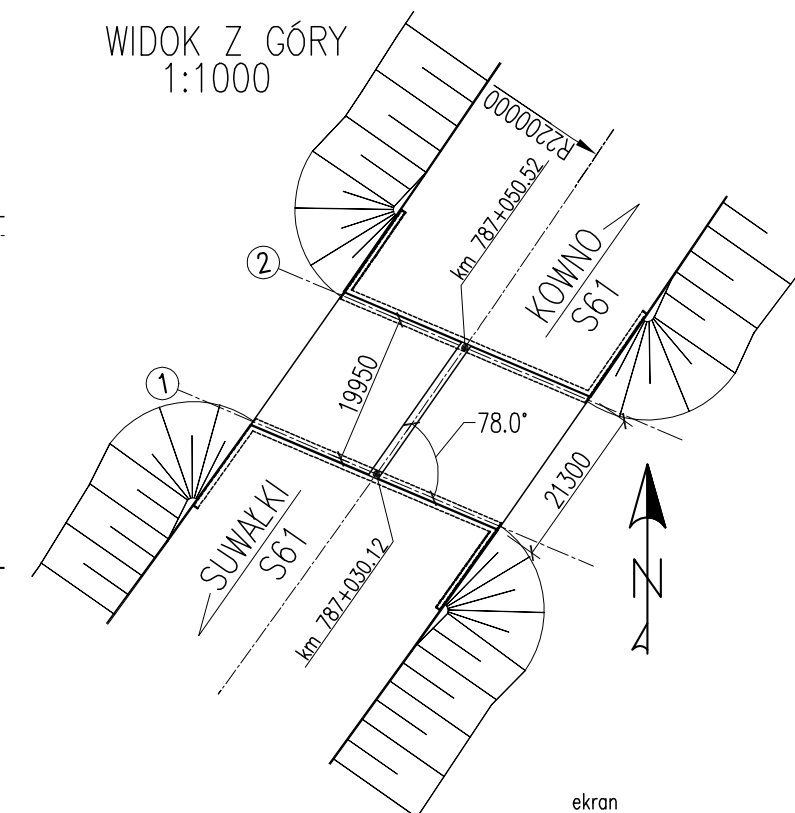 WIDOK Z GÓRY
1:1000
R2200000
km 787+050.52
KOWNO
S61
2
19950
1
78.0°
21300
SUWAŁKI
S61
km 787+030.12
N
ekran